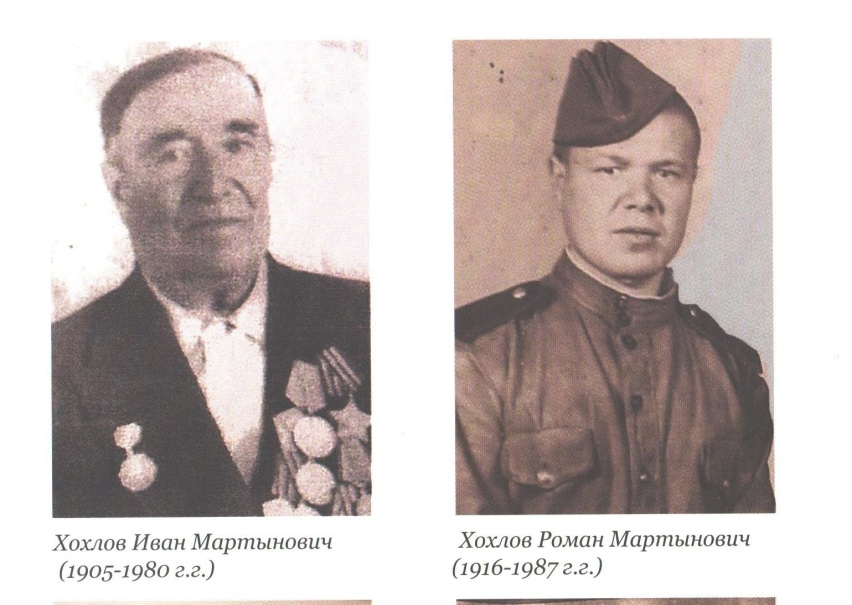 Хохлов Иван Мартынович
(1905-1980 г.г.)
Хохлов Роман Мартынович
(1916-1987 г.г.)